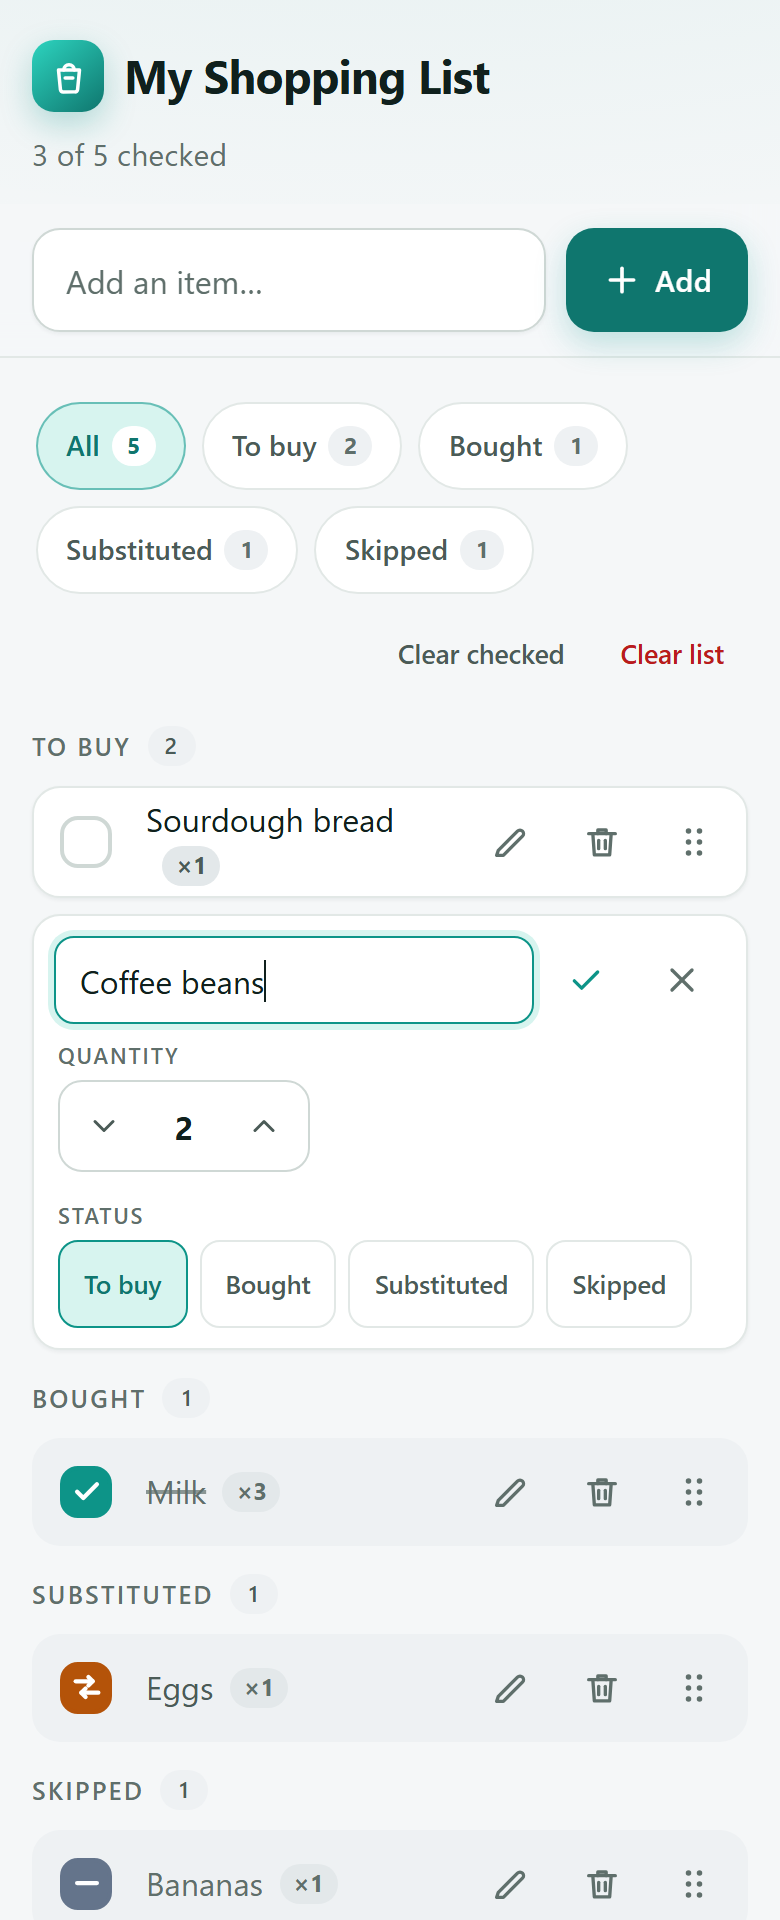 My Shopping List
3 of 5 checked
Add an item...
Add
All 5
To buy 2
Bought 1
Substituted 1
Skipped 1
Clear checked
Clear list
TO BUY 2
Sourdough bread
×1
Coffee beans
QUANTITY
2
STATUS
To buy
Bought
Substituted
Skipped
BOUGHT 1
Milk ×3
SUBSTITUTED 1
Eggs ×1
SKIPPED 1
Bananas ×1